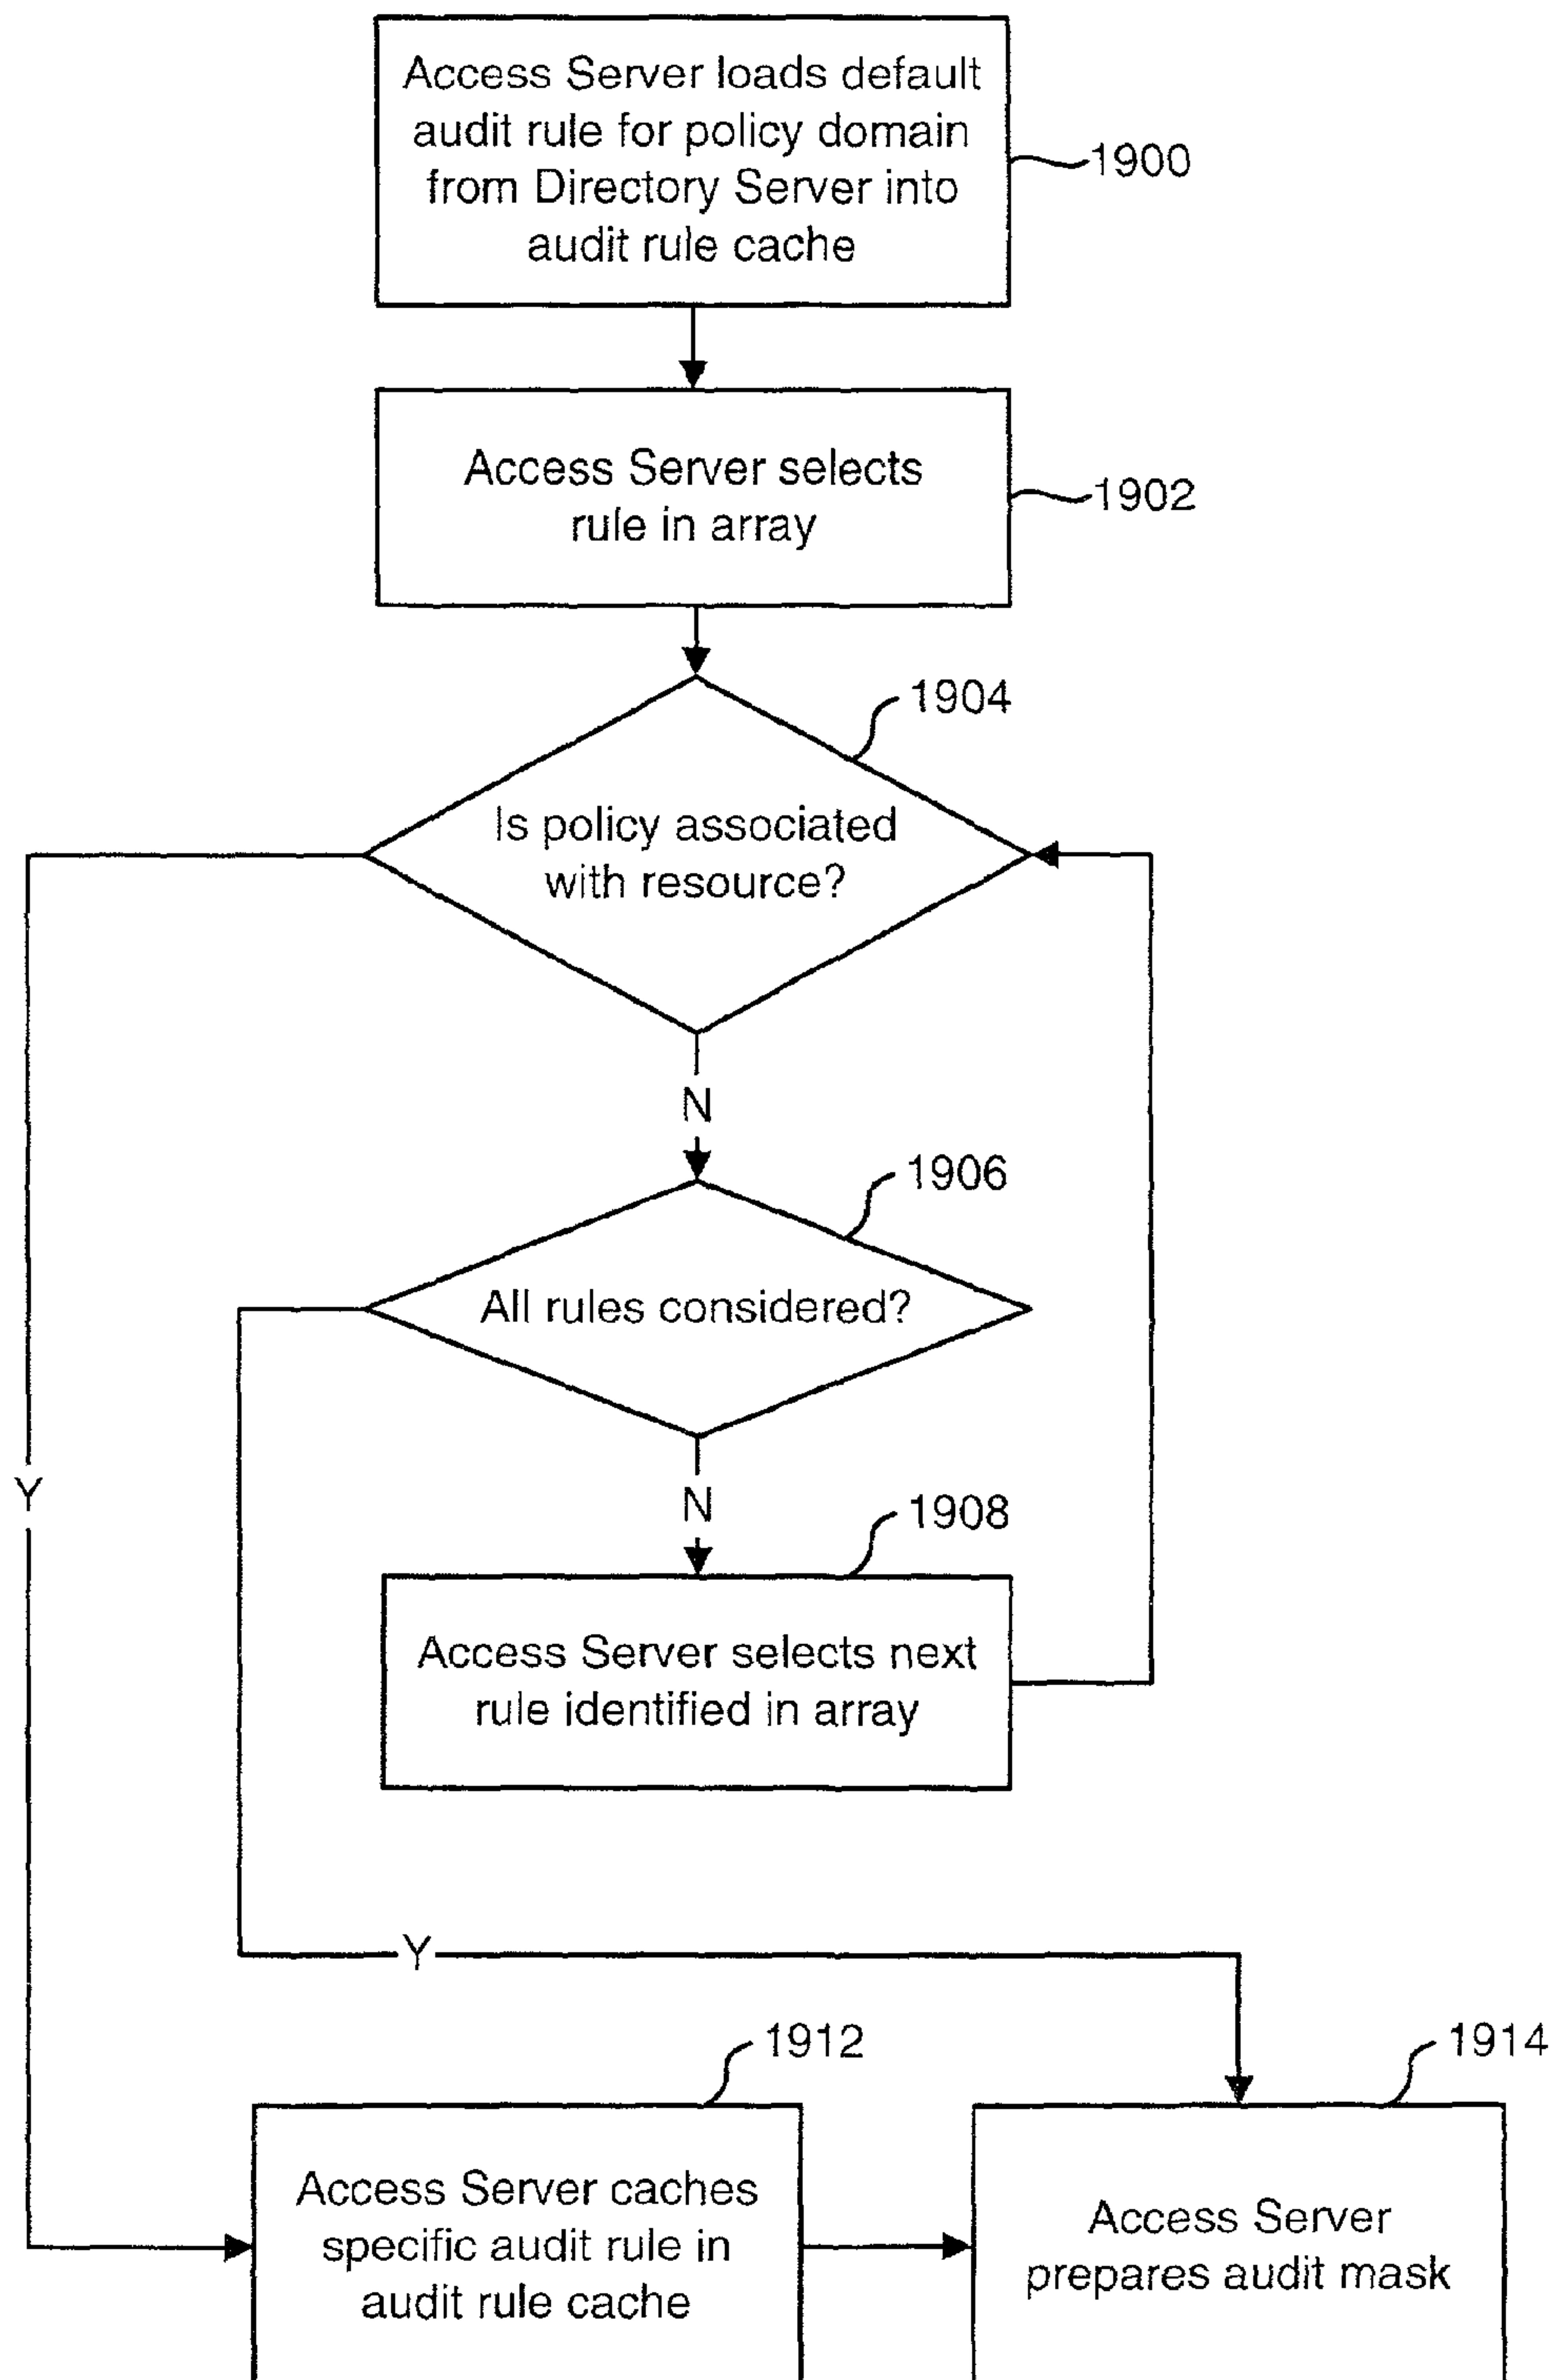 Access Server loads default
audit rule for policy domain
from Directory Server into
audit rule cache
1900
Access Server selects
rule in array
1902
1904
Is policy associated
with resource?
N
1906
All rules considered?
N
Y
1908
Access Server selects next
rule identified in array
Y
1912
1914
Access Server caches
specific audit rule in
audit rule cache
Access Server
prepares audit mask